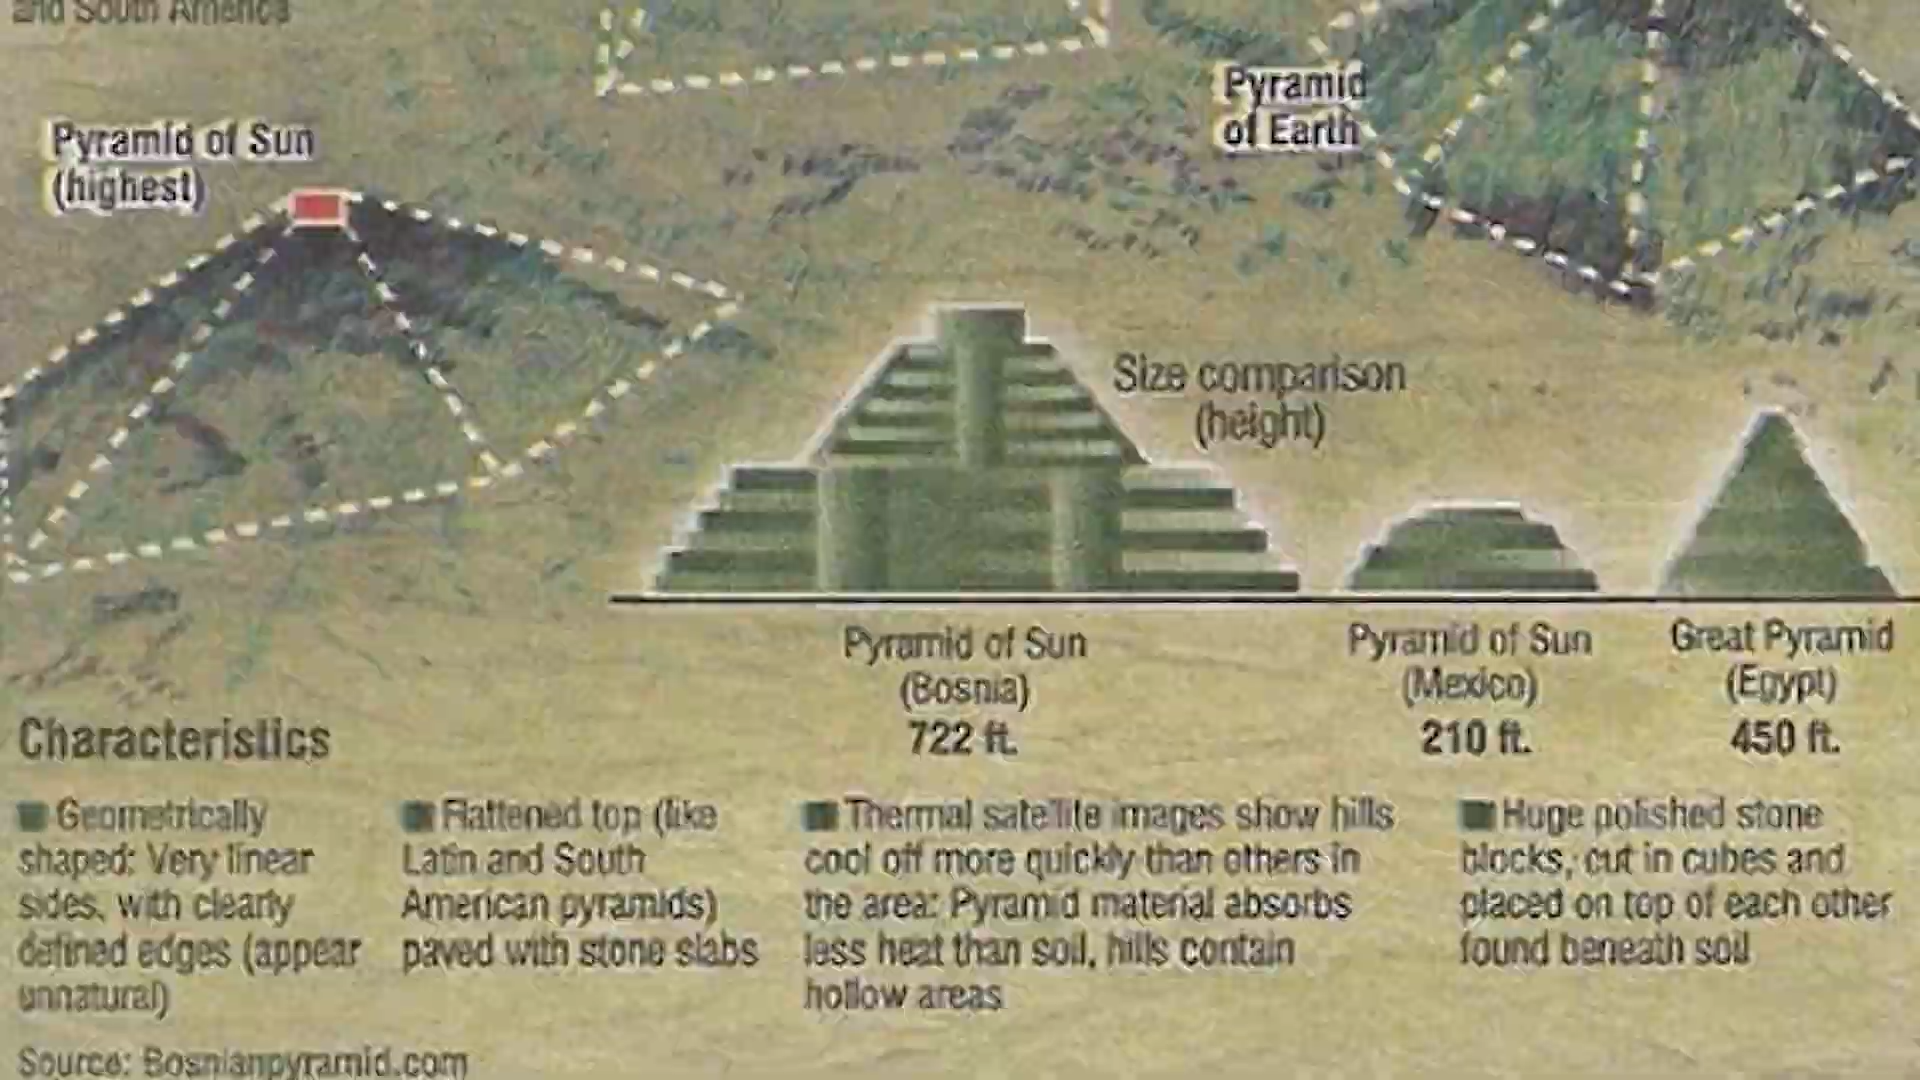 and South America
Pyramid of Sun
(highest)
Pyramid
of Earth
Size comparison
(height)
Pyramid of Sun
(Bosnia)
722 ft.
Pyramid of Sun
(Mexico)
210 ft.
Great Pyramid
(Egypt)
450 ft.
Characteristics
Geometrically
shaped: Very linear
sides, with clearly
defined edges (appear
unnatural)
Flattened top (like
Latin and South
American pyramids)
paved with stone slabs
Thermal satellite images show hills
cool off more quickly than others in
the area: Pyramid material absorbs
less heat than soil, hills contain
hollow areas
Huge polished stone
blocks, cut in cubes and
placed on top of each other
found beneath soil
Source: Bosnianpyramid.com